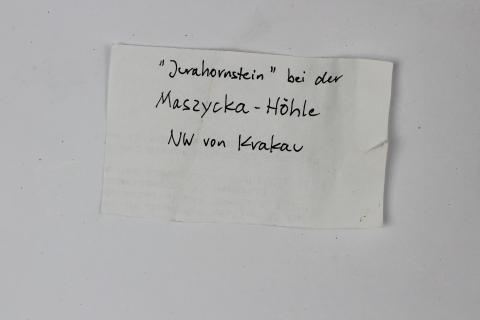 "Jurahornstein" bei der
Maszycka-Höhle
NW von Krakau